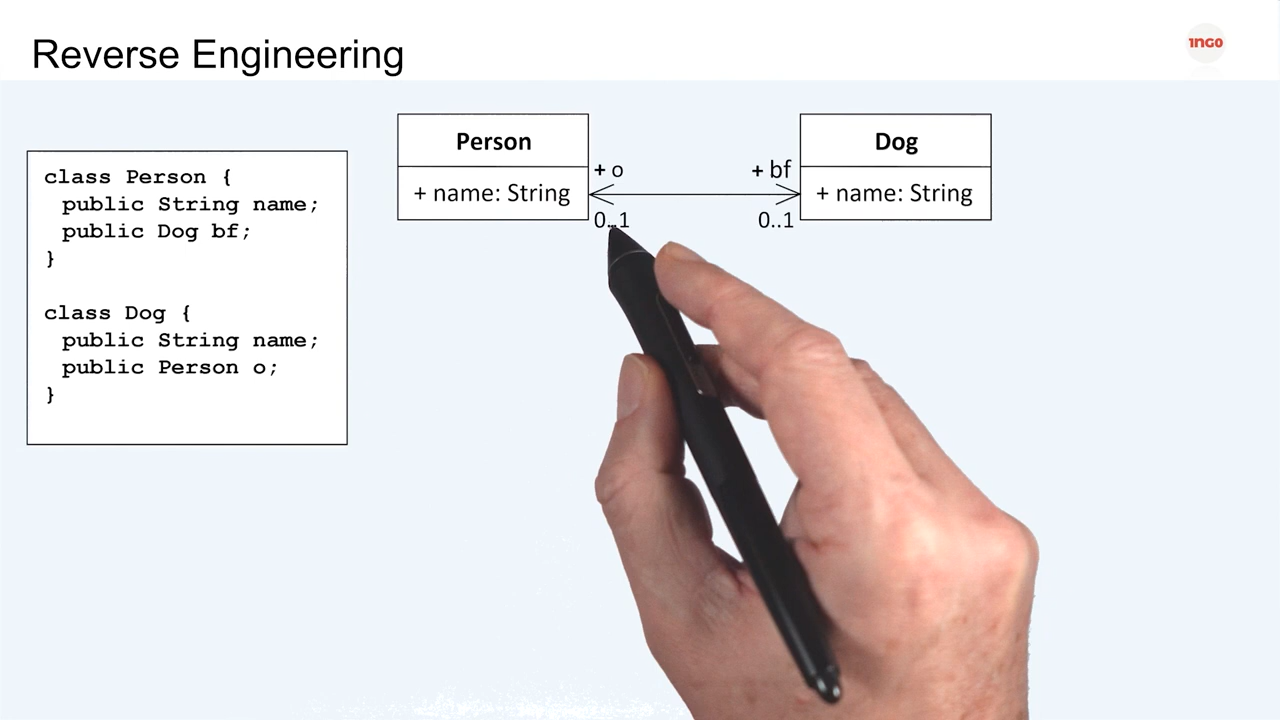 Reverse Engineering
1NGO
class Person {
public String name;
public Dog bf;
}
class Dog {
public String name;
public Person o;
}
Person
+ name: String
+ o
0..1
+ bf
0..1
Dog
+ name: String